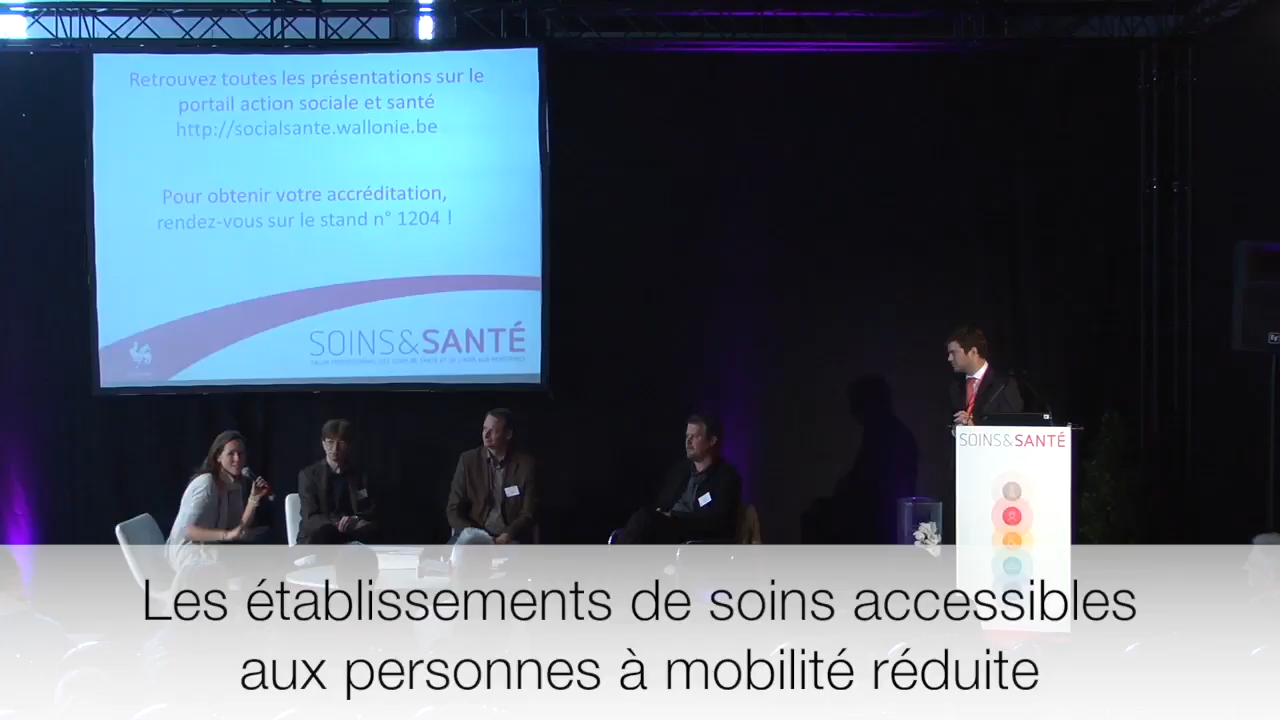 Retrouvez toutes les présentations sur le
portail action sociale et santé
http://socialsante.wallonie.be
Pour obtenir votre accréditation,
rendez-vous sur le stand n° 1204 !
SOINS&SANTÉ
SOINS&SANTÉ
Les établissements de soins accessibles
aux personnes à mobilité réduite